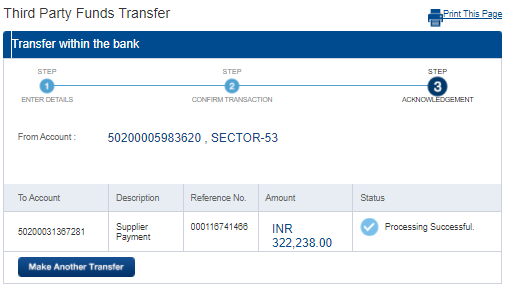 Third Party Funds Transfer
Print This Page
Transfer within the bank
STEP STEP STEP
1 2 3
ENTER DETAILS CONFIRM TRANSACTION ACKNOWLEDGEMENT
From Account : 50200005983620 , SECTOR-53
To Account Description Reference No. Amount Status
50200031367281 Supplier Payment 000116741466 INR 322,238.00 Processing Successful.
Make Another Transfer